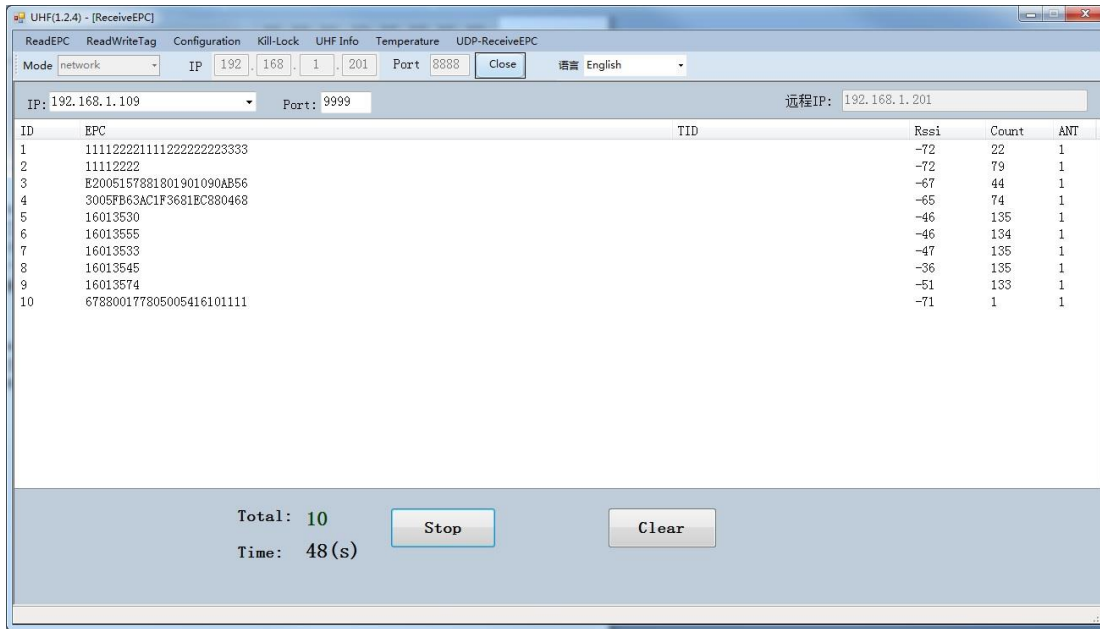 UHF(1.2.4) - [ReceiveEPC]
ReadEPC ReadWriteTag Configuration Kill-Lock UHF Info Temperature UDP-ReceiveEPC
Mode network IP 192 . 168 . 1 . 201 Port 8888 Close 语言 English
IP: 192.168.1.109 Port: 9999 远程IP: 192.168.1.201
ID EPC TID Rssi Count ANT
1 111122221111222222223333 -72 22 1
2 11112222 -72 79 1
3 E2005157881801901090AB56 -67 44 1
4 3005FB63AC1F3681EC880468 -65 74 1
5 16013530 -46 135 1
6 16013555 -46 134 1
7 16013533 -47 135 1
8 16013545 -36 135 1
9 16013574 -51 133 1
10 678800177805005416101111 -71 1 1
Total: 10 Stop Clear
Time: 48(s)